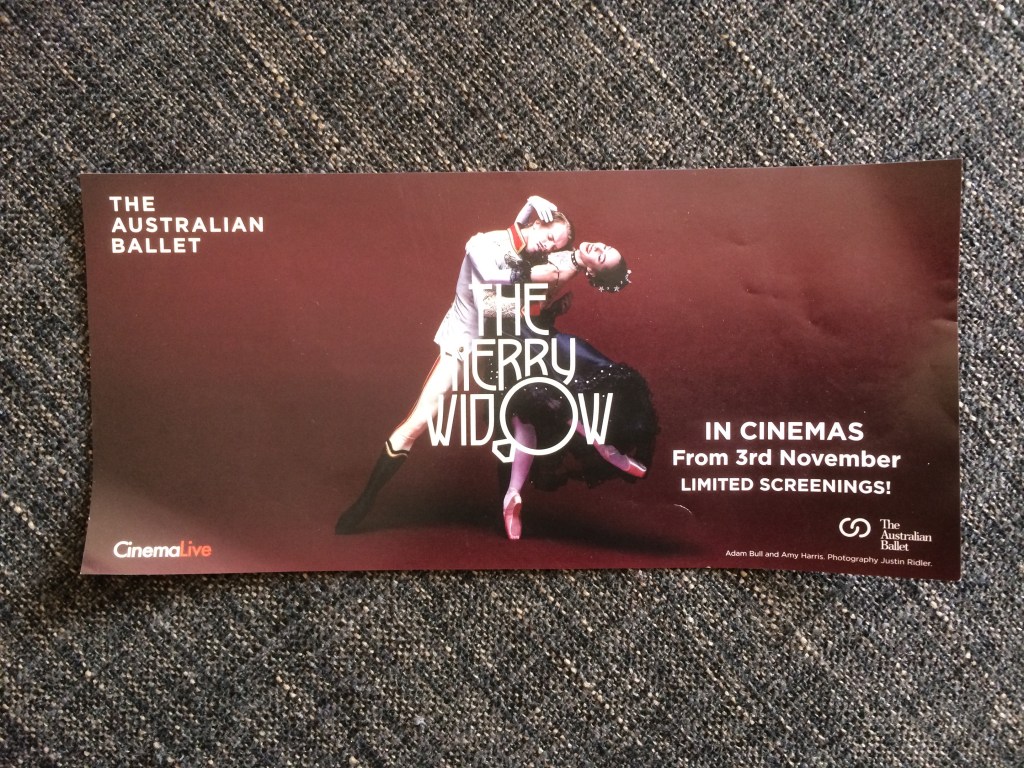 THE
AUSTRALIAN
BALLET
THE
MERRY
WIDOW
IN CINEMAS
From 3rd November
LIMITED SCREENINGS!
CinemaLive
The
Australian
Ballet
Adam Bull and Amy Harris. Photography Justin Ridler.